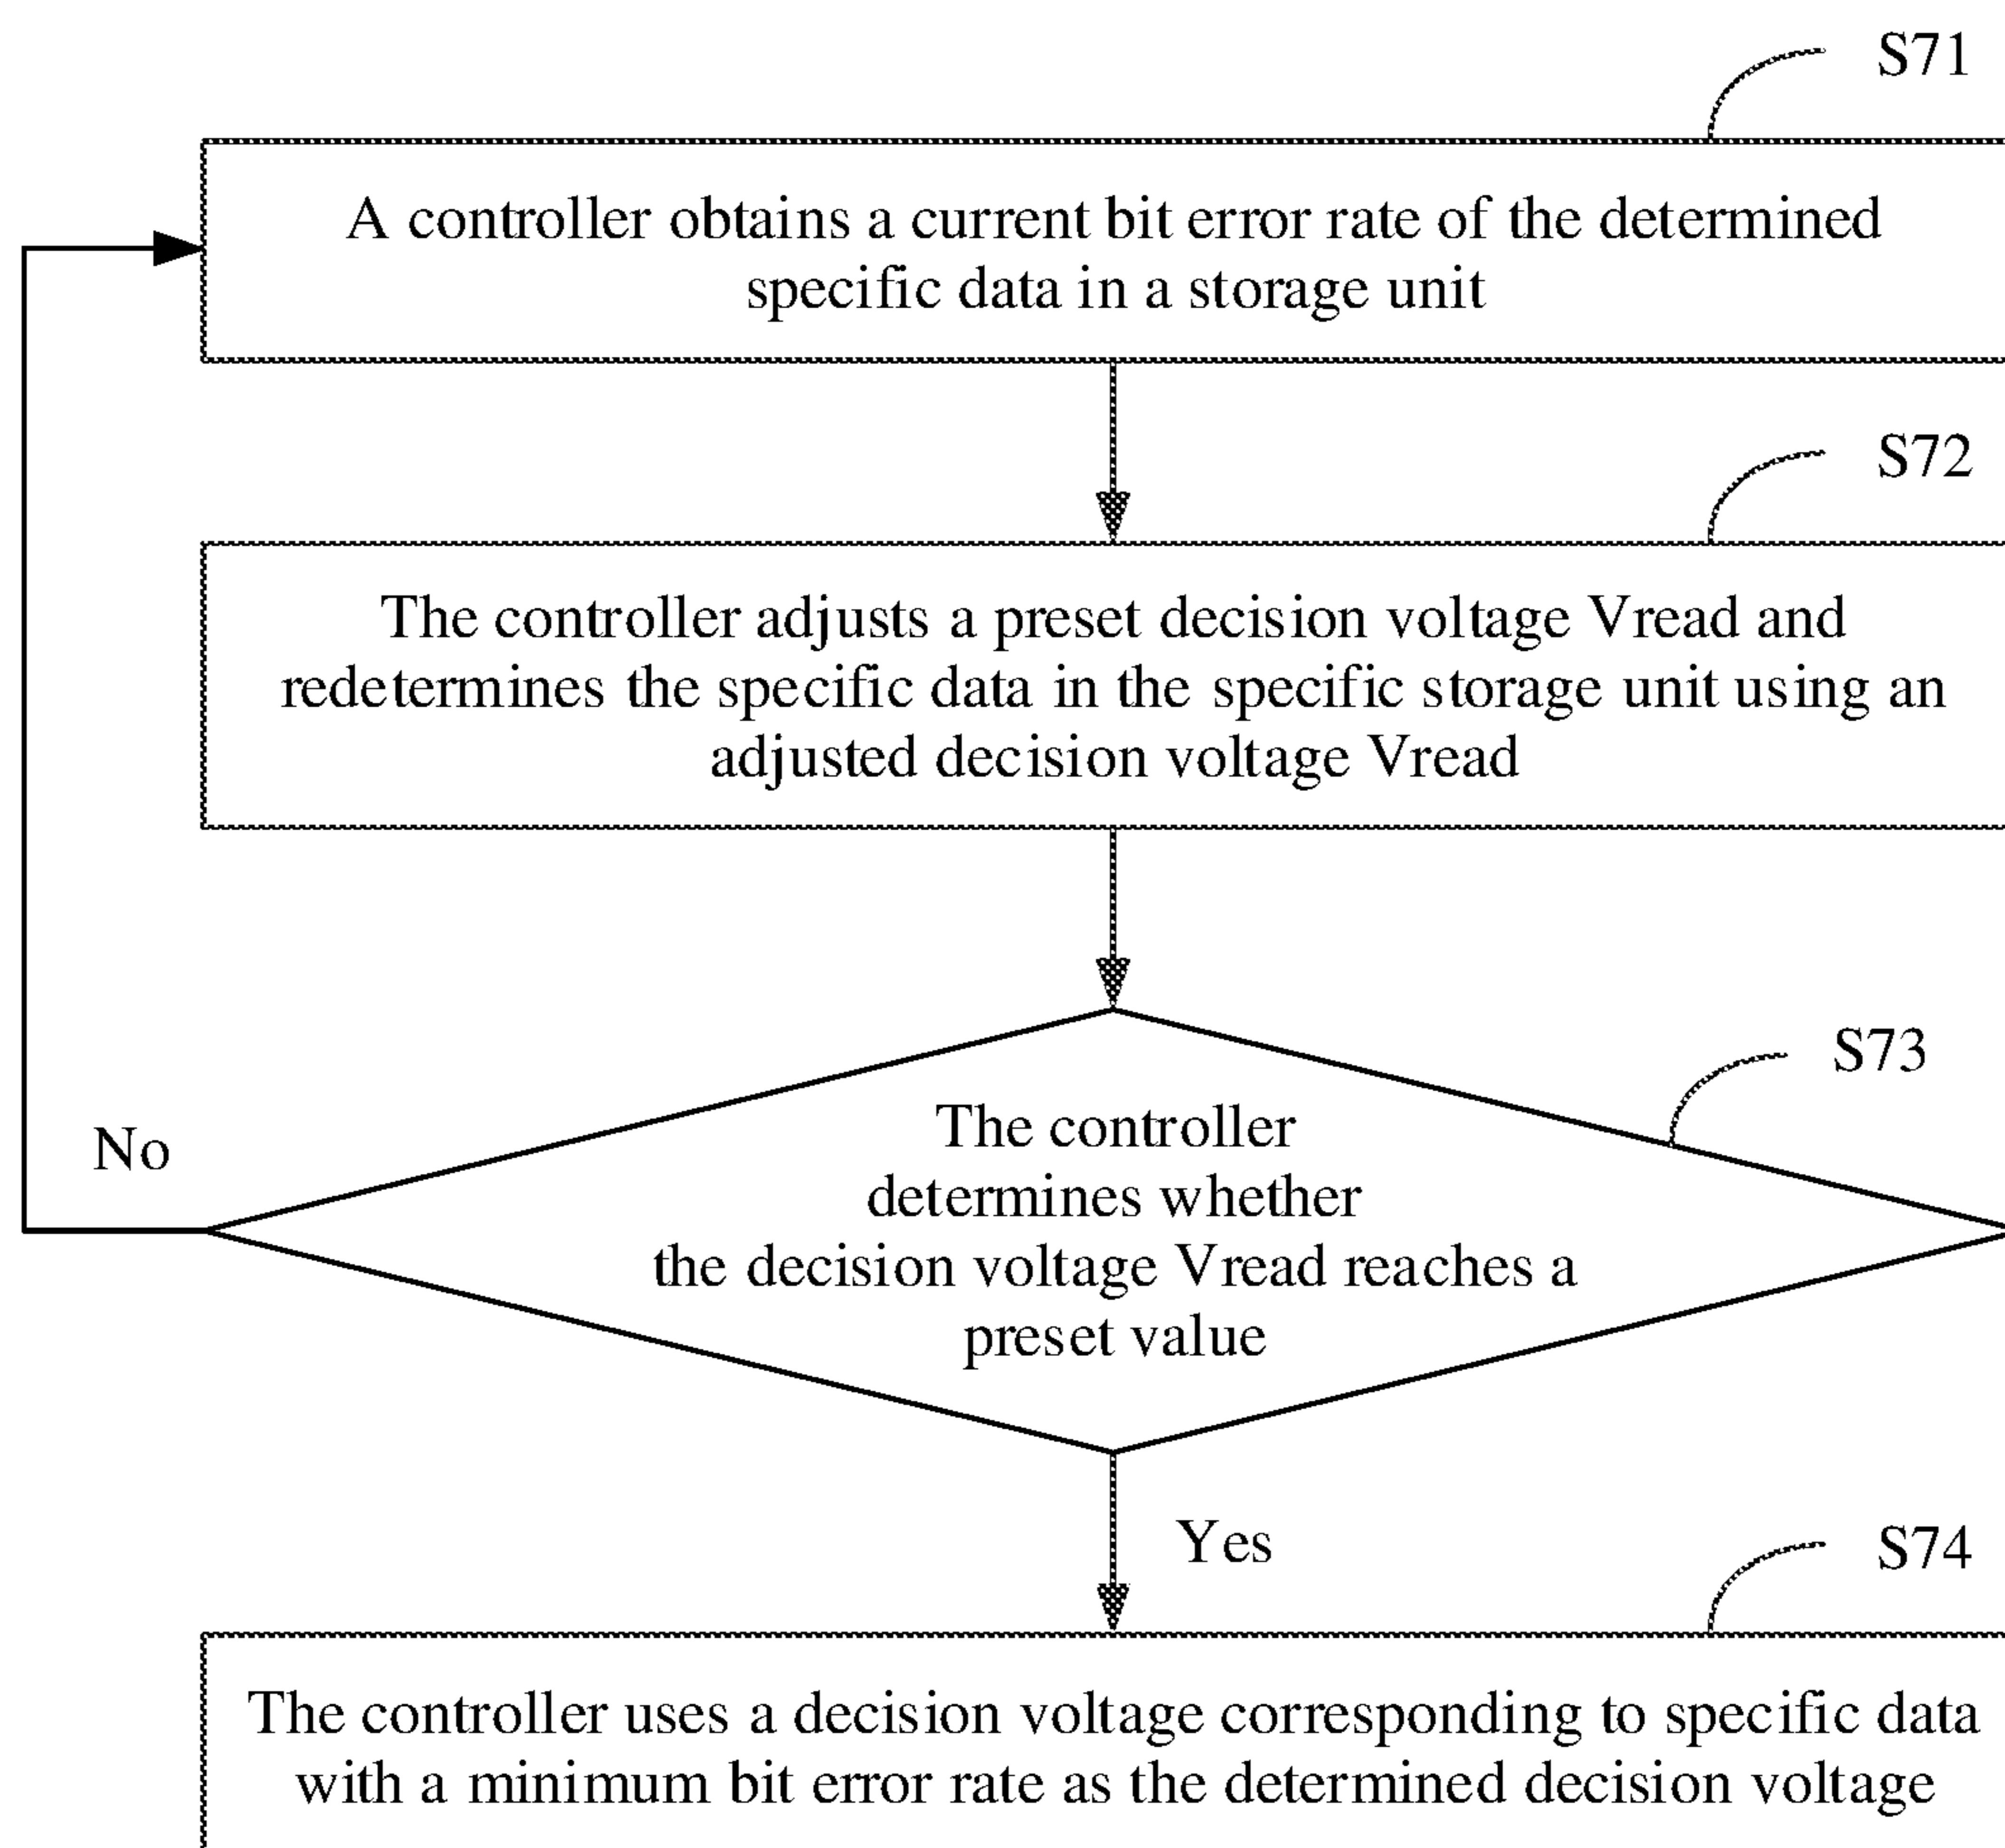 S71
A controller obtains a current bit error rate of the determined
specific data in a storage unit
S72
The controller adjusts a preset decision voltage Vread and
redetermines the specific data in the specific storage unit using an
adjusted decision voltage Vread
S73
The controller
determines whether
the decision voltage Vread reaches a
preset value
No
Yes
S74
The controller uses a decision voltage corresponding to specific data
with a minimum bit error rate as the determined decision voltage